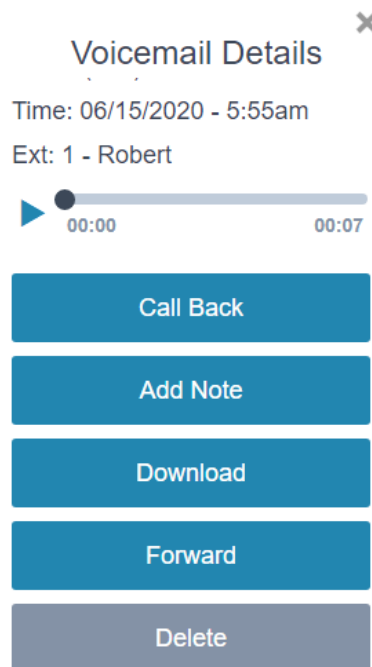 Voicemail Details
Time: 06/15/2020 - 5:55am
Ext: 1 - Robert
00:00 00:07
Call Back
Add Note
Download
Forward
Delete